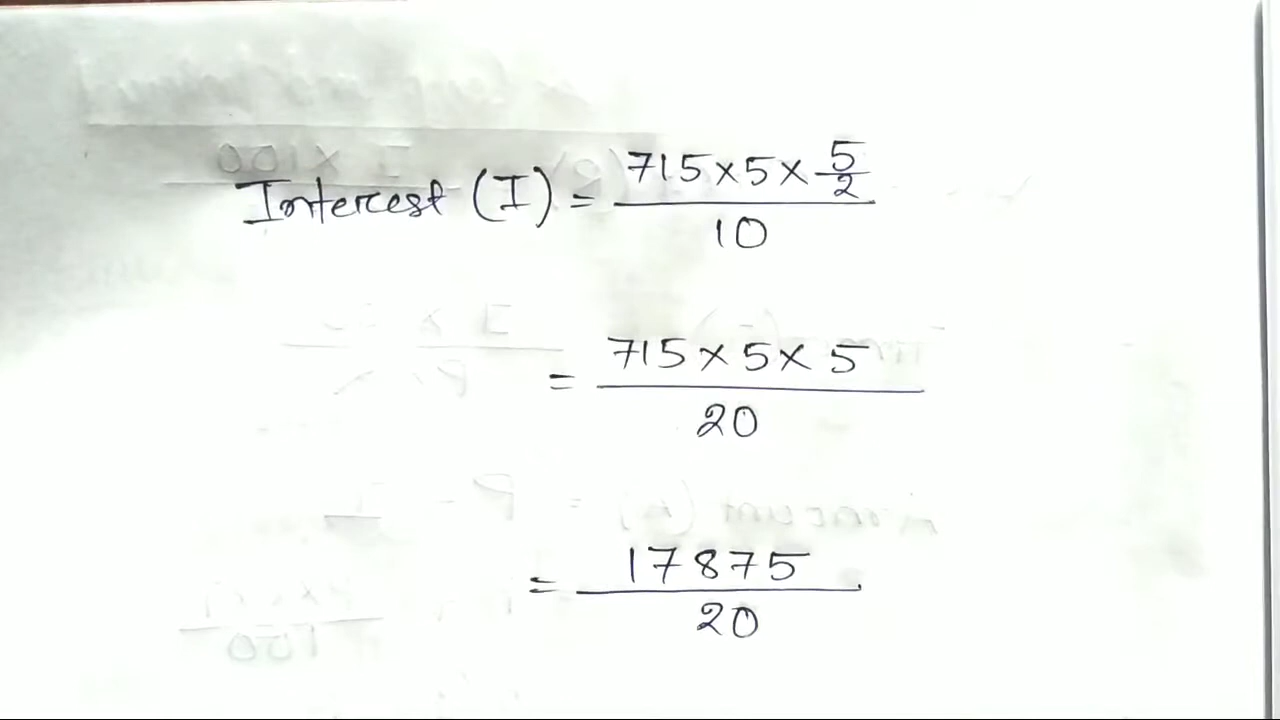 Interest (I) = 715×5×5/2 / 10
= 715×5×5 / 20
= 17875 / 20